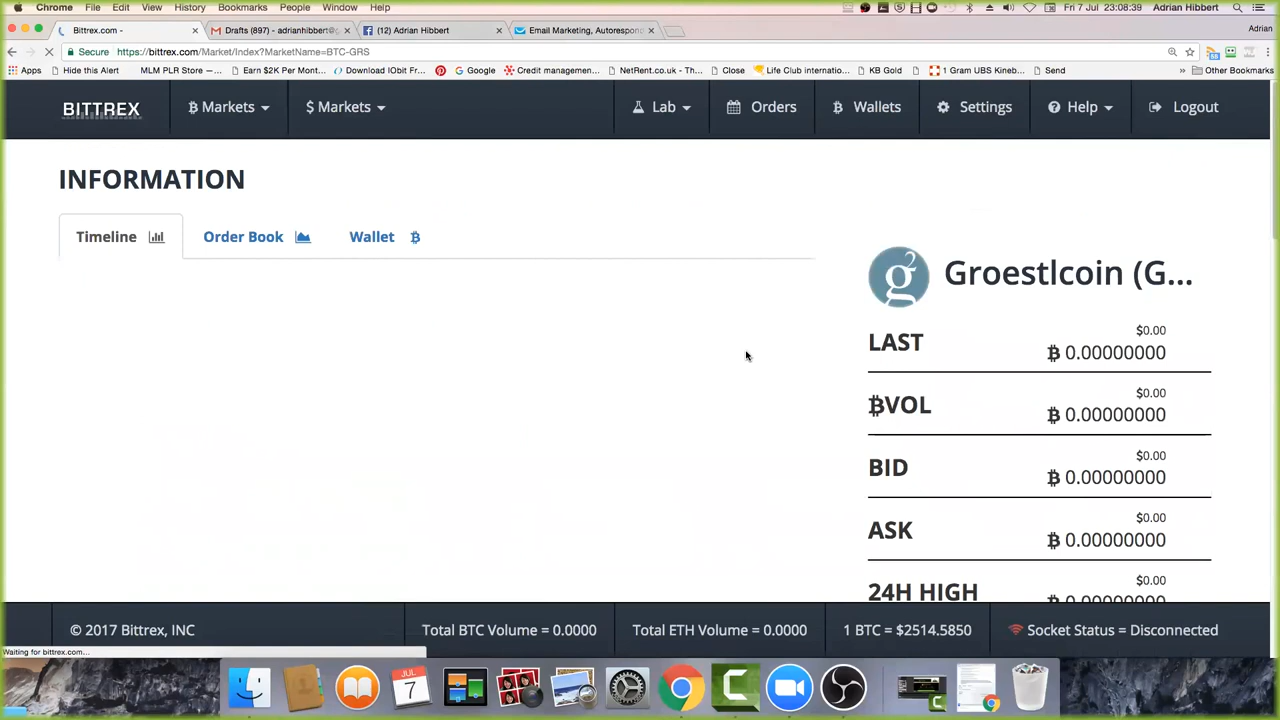 Chrome File Edit View History Bookmarks People Window Help Fri 7 Jul 23:08:39 Adrian Hibbert
Bittrex.com - Drafts (897) - adrianhibbert@g (12) Adrian Hibbert Email Marketing, Autorespond Adrian
Secure https://bittrex.com/Market/Index?MarketName=BTC-GRS
Apps Hide this Alert MLM PLR Store —... Earn $2K Per Mont... Download IObit Fr... Google Credit managemen... NetRent.co.uk - Th... Close Life Club internatio... KB Gold 1 Gram UBS Kineb... Send » Other Bookmarks
BITTREX Markets $ Markets Lab Orders Wallets Settings Help Logout
INFORMATION
Timeline Order Book Wallet
Groestlcoin (G...
$0.00
LAST 0.00000000
$0.00
₿VOL 0.00000000
$0.00
BID 0.00000000
$0.00
ASK 0.00000000
$0.00
24H HIGH 0.00000000
© 2017 Bittrex, INC Total BTC Volume = 0.0000 Total ETH Volume = 0.0000 1 BTC = $2514.5850 Socket Status = Disconnected
Waiting for bittrex.com...
JUL
7